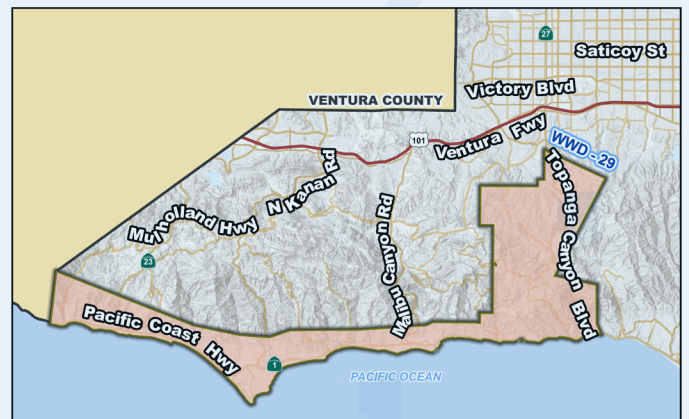 27
Saticoy St
Victory Blvd
VENTURA COUNTY
101
Ventura Fwy
WWD - 29
N Kanan Rd
Mulholland Hwy
Topanga Canyon Blvd
Malibu Canyon Rd
23
Pacific Coast Hwy
1
PACIFIC OCEAN